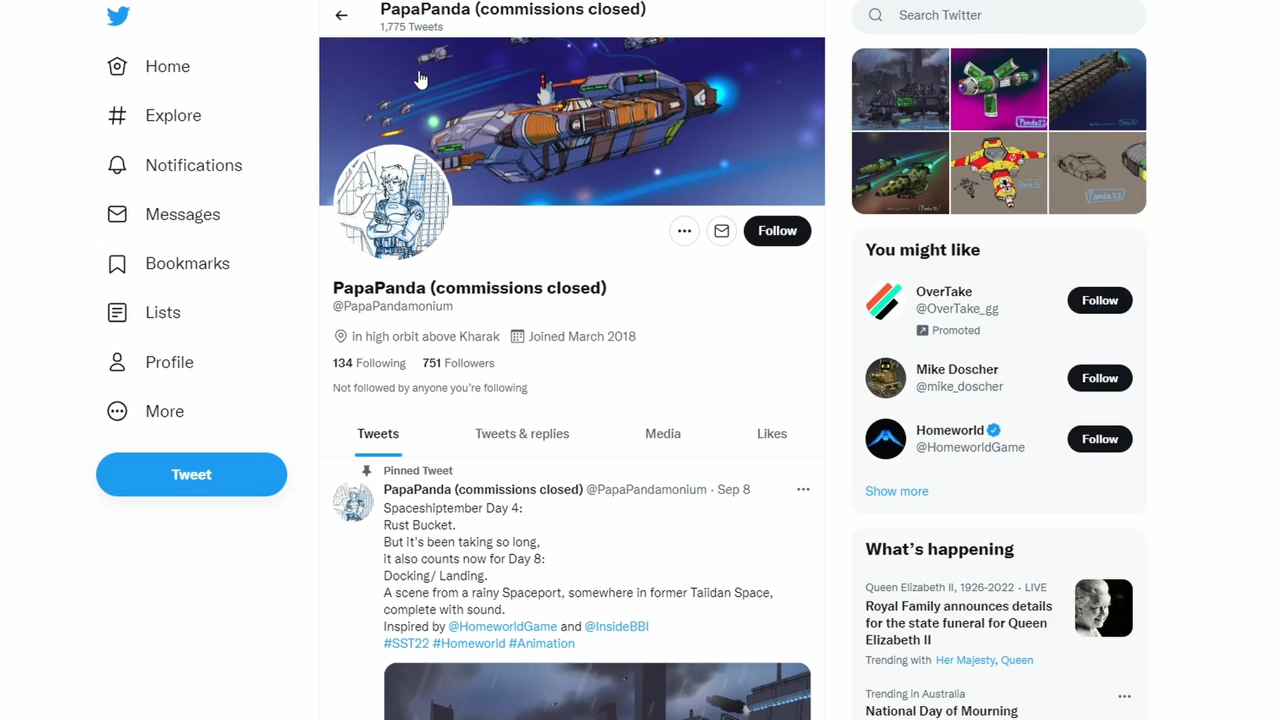 PapaPanda (commissions closed)
1,775 Tweets
Home
Explore
Notifications
Messages
Bookmarks
Lists
Profile
More
Tweet
Follow
PapaPanda (commissions closed)
@PapaPandamonium
in high orbit above Kharak Joined March 2018
134 Following 751 Followers
Not followed by anyone you're following
Tweets Tweets & replies Media Likes
Pinned Tweet
PapaPanda (commissions closed) @PapaPandamonium · Sep 8
Spaceshiptember Day 4:
Rust Bucket.
But it's been taking so long,
it also counts now for Day 8:
Docking/ Landing.
A scene from a rainy Spaceport, somewhere in former Taiidan Space,
complete with sound.
Inspired by @HomeworldGame and @InsideBBI
#SST22 #Homeworld #Animation
Search Twitter
Panda22
Panda 22
You might like
OverTake
@OverTake_gg
Promoted
Follow
Mike Doscher
@mike_doscher
Follow
Homeworld
@HomeworldGame
Follow
Show more
What's happening
Queen Elizabeth II, 1926-2022 · LIVE
Royal Family announces details
for the state funeral for Queen
Elizabeth II
Trending with Her Majesty, Queen
Trending in Australia
National Day of Mourning